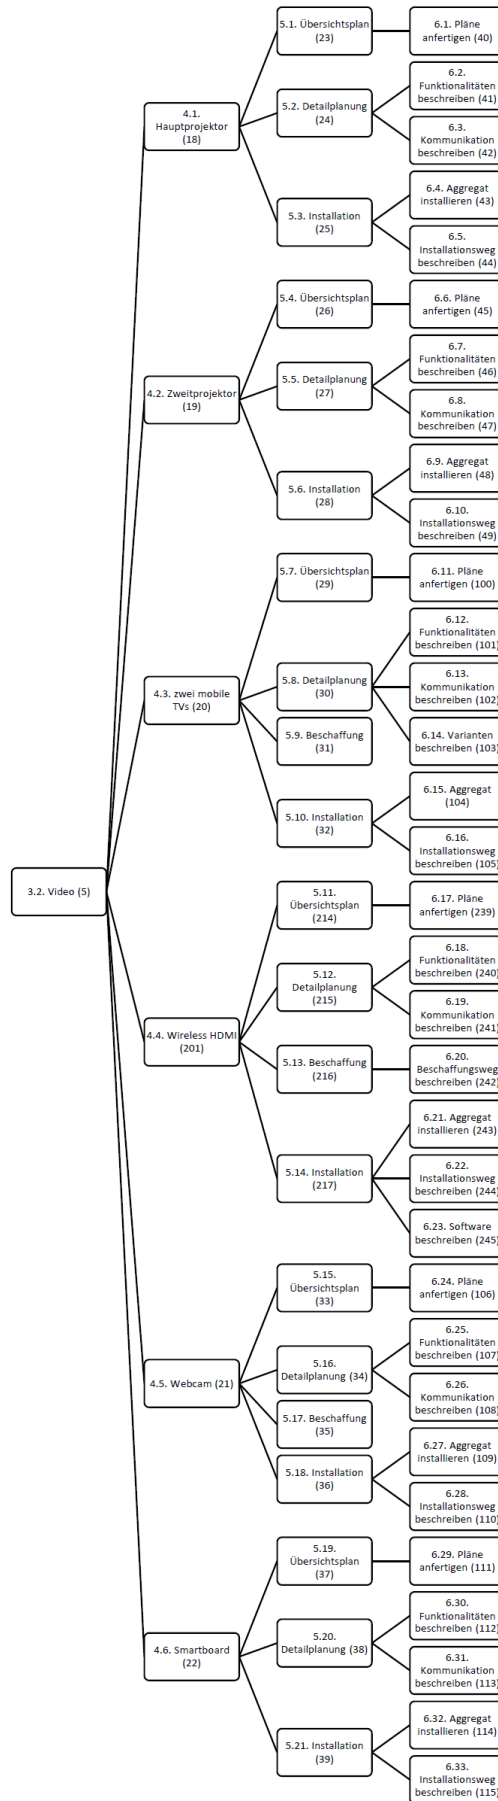 3.2. Video (5)
4.1.
Hauptprojektor
(18)
5.1. Übersichtsplan
(23)
6.1. Pläne
anfertigen (40)
5.2. Detailplanung
(24)
6.2.
Funktionalitäten
beschreiben (41)
6.3.
Kommunikation
beschreiben (42)
5.3. Installation
(25)
6.4. Aggregat
installieren (43)
6.5.
Installationsweg
beschreiben (44)
4.2. Zweitprojektor
(19)
5.4. Übersichtsplan
(26)
6.6. Pläne
anfertigen (45)
5.5. Detailplanung
(27)
6.7.
Funktionalitäten
beschreiben (46)
6.8.
Kommunikation
beschreiben (47)
5.6. Installation
(28)
6.9. Aggregat
installieren (48)
6.10.
Installationsweg
beschreiben (49)
4.3. zwei mobile
TVs (20)
5.7. Übersichtsplan
(29)
6.11. Pläne
anfertigen (100)
5.8. Detailplanung
(30)
6.12.
Funktionalitäten
beschreiben (101)
6.13.
Kommunikation
beschreiben (102)
6.14. Varianten
beschreiben (103)
5.9. Beschaffung
(31)
5.10. Installation
(32)
6.15. Aggregat
(104)
6.16.
Installationsweg
beschreiben (105)
4.4. Wireless HDMI
(201)
5.11.
Übersichtsplan
(214)
6.17. Pläne
anfertigen (239)
5.12.
Detailplanung
(215)
6.18.
Funktionalitäten
beschreiben (240)
6.19.
Kommunikation
beschreiben (241)
5.13. Beschaffung
(216)
6.20.
Beschaffungsweg
beschreiben (242)
5.14. Installation
(217)
6.21. Aggregat
installieren (243)
6.22.
Installationsweg
beschreiben (244)
6.23. Software
beschreiben (245)
4.5. Webcam (21)
5.15.
Übersichtsplan
(33)
6.24. Pläne
anfertigen (106)
5.16.
Detailplanung (34)
6.25.
Funktionalitäten
beschreiben (107)
6.26.
Kommunikation
beschreiben (108)
5.17. Beschaffung
(35)
5.18. Installation
(36)
6.27. Aggregat
installieren (109)
6.28.
Installationsweg
beschreiben (110)
4.6. Smartboard
(22)
5.19.
Übersichtsplan
(37)
6.29. Pläne
anfertigen (111)
5.20.
Detailplanung (38)
6.30.
Funktionalitäten
beschreiben (112)
6.31.
Kommunikation
beschreiben (113)
5.21. Installation
(39)
6.32. Aggregat
installieren (114)
6.33.
Installationsweg
beschreiben (115)